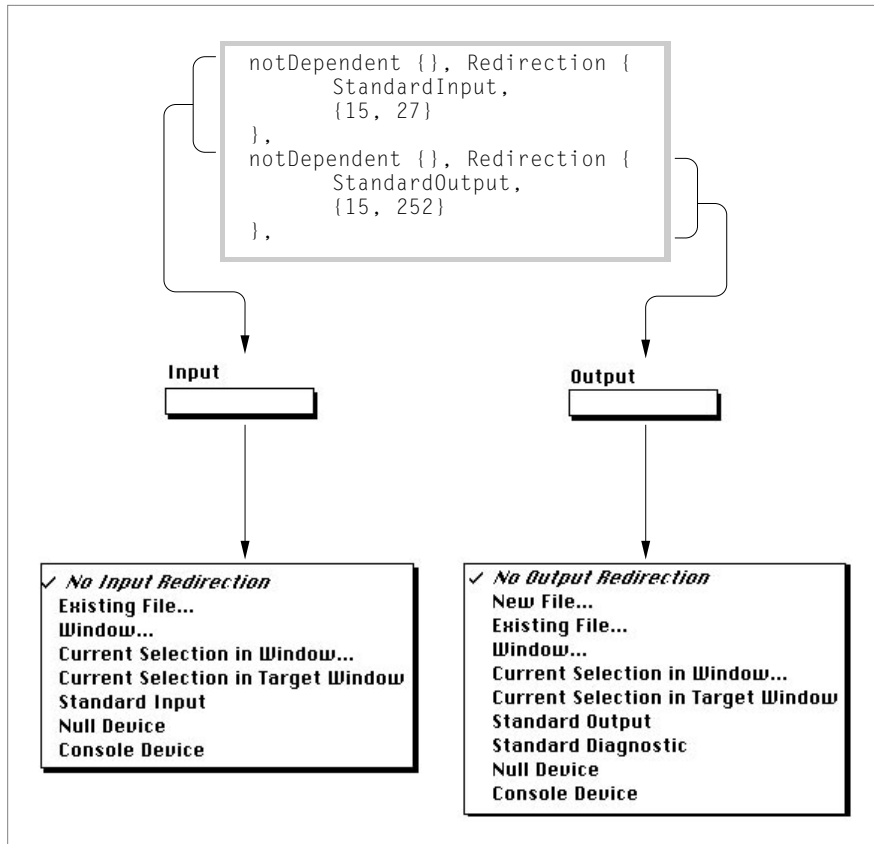 notDependent {}, Redirection {
StandardInput,
{15, 27}
},
notDependent {}, Redirection {
StandardOutput,
{15, 252}
},
Input
Output
✓ No Input Redirection
Existing File...
Window...
Current Selection in Window...
Current Selection in Target Window
Standard Input
Null Device
Console Device
✓ No Output Redirection
New File...
Existing File...
Window...
Current Selection in Window...
Current Selection in Target Window
Standard Output
Standard Diagnostic
Null Device
Console Device